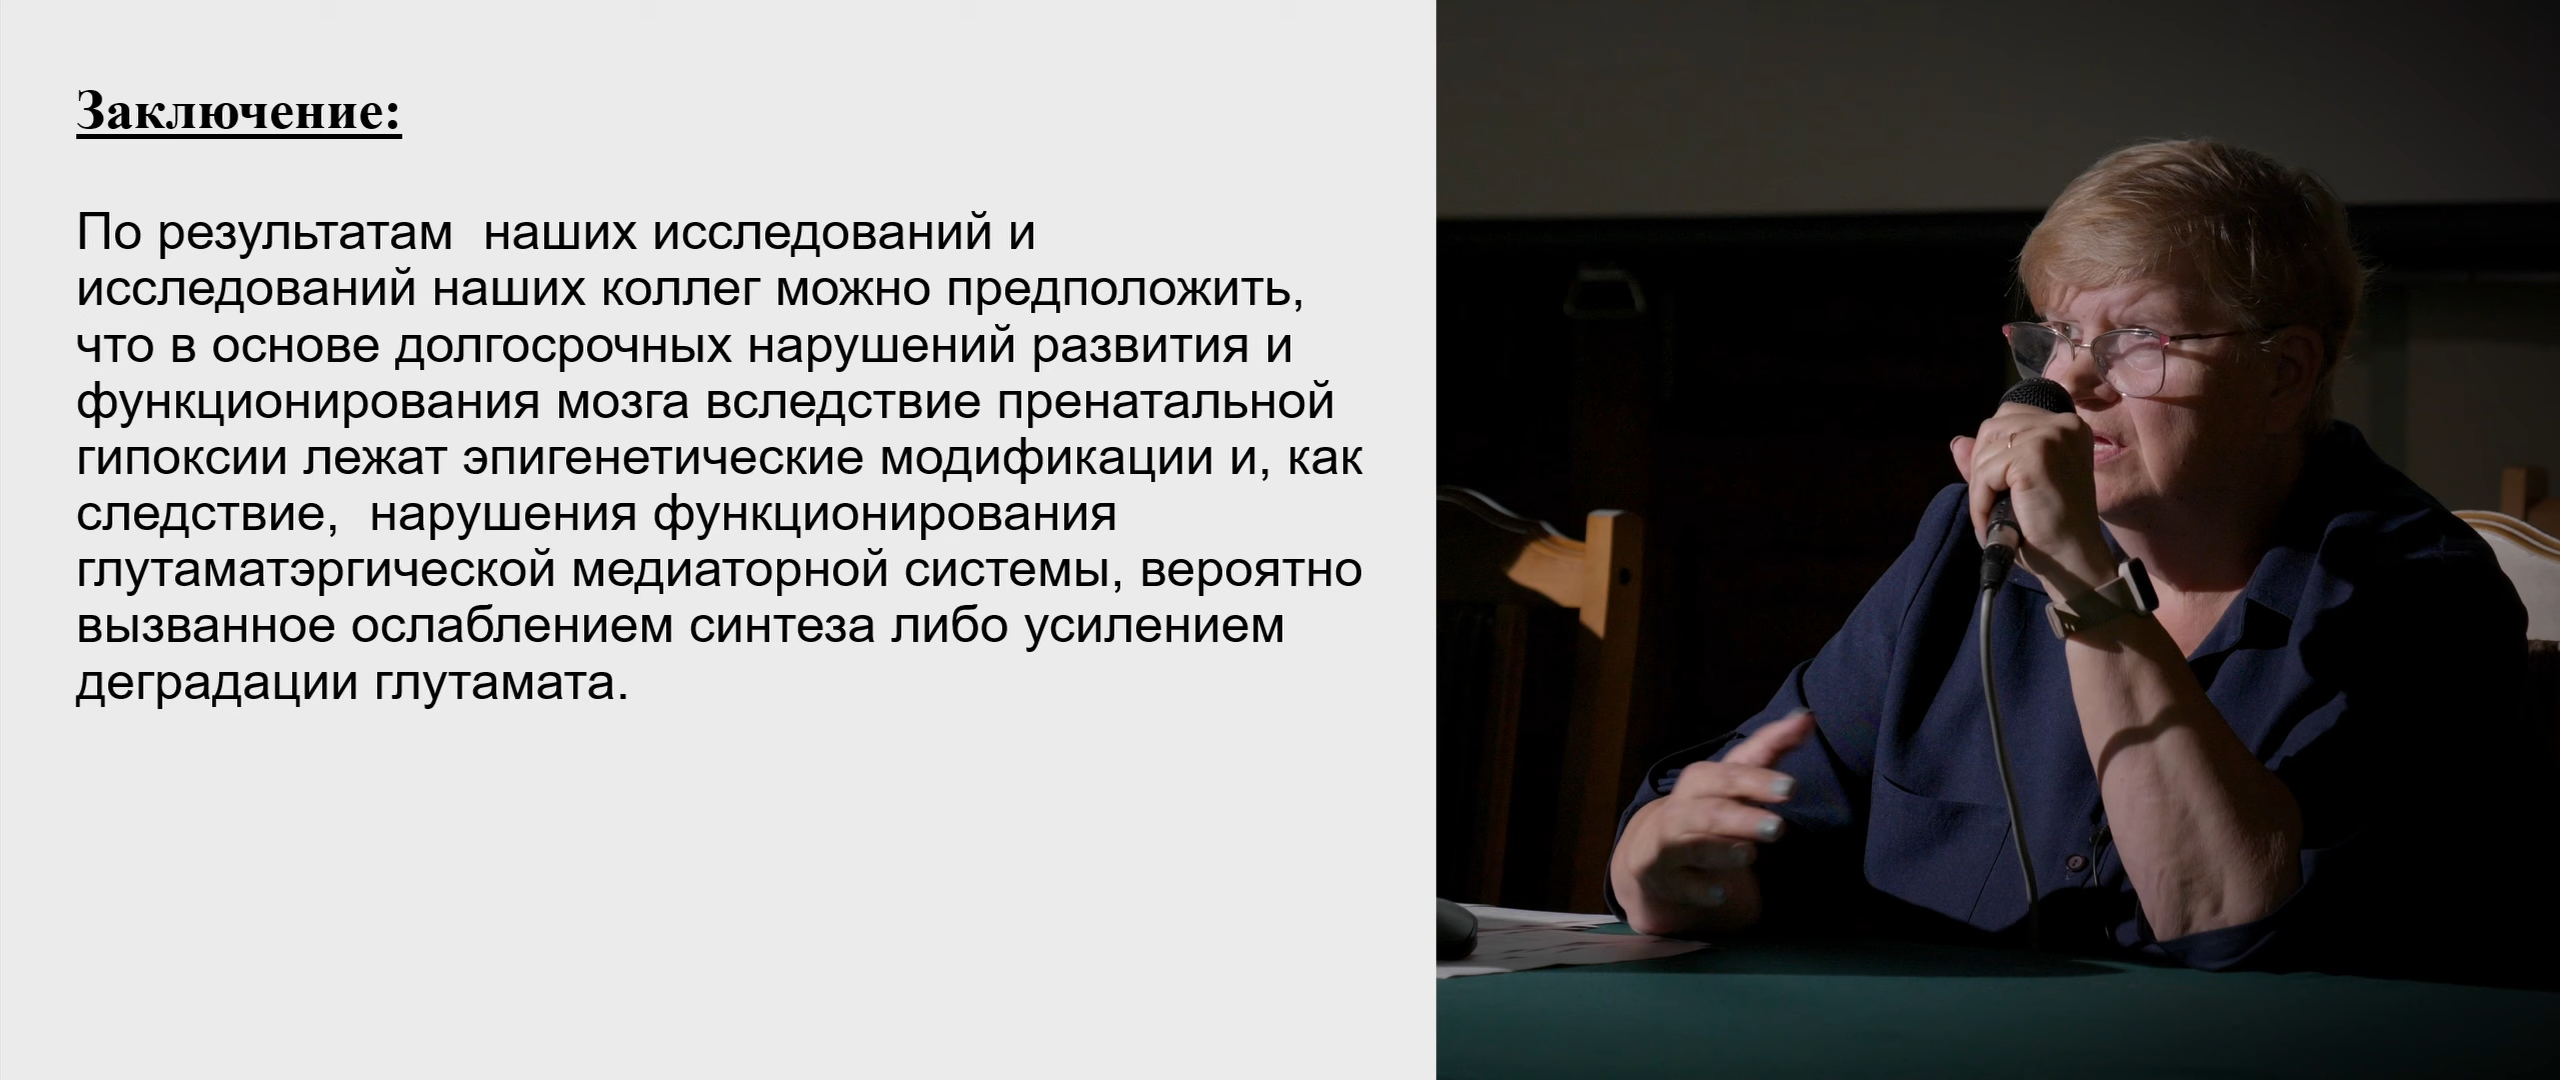 Заключение:
По результатам  наших исследований и
исследований наших коллег можно предположить,
что в основе долгосрочных нарушений развития и
функционирования мозга вследствие пренатальной
гипоксии лежат эпигенетические модификации и, как
следствие,  нарушения функционирования
глутаматэргической медиаторной системы, вероятно
вызванное ослаблением синтеза либо усилением
деградации глутамата.